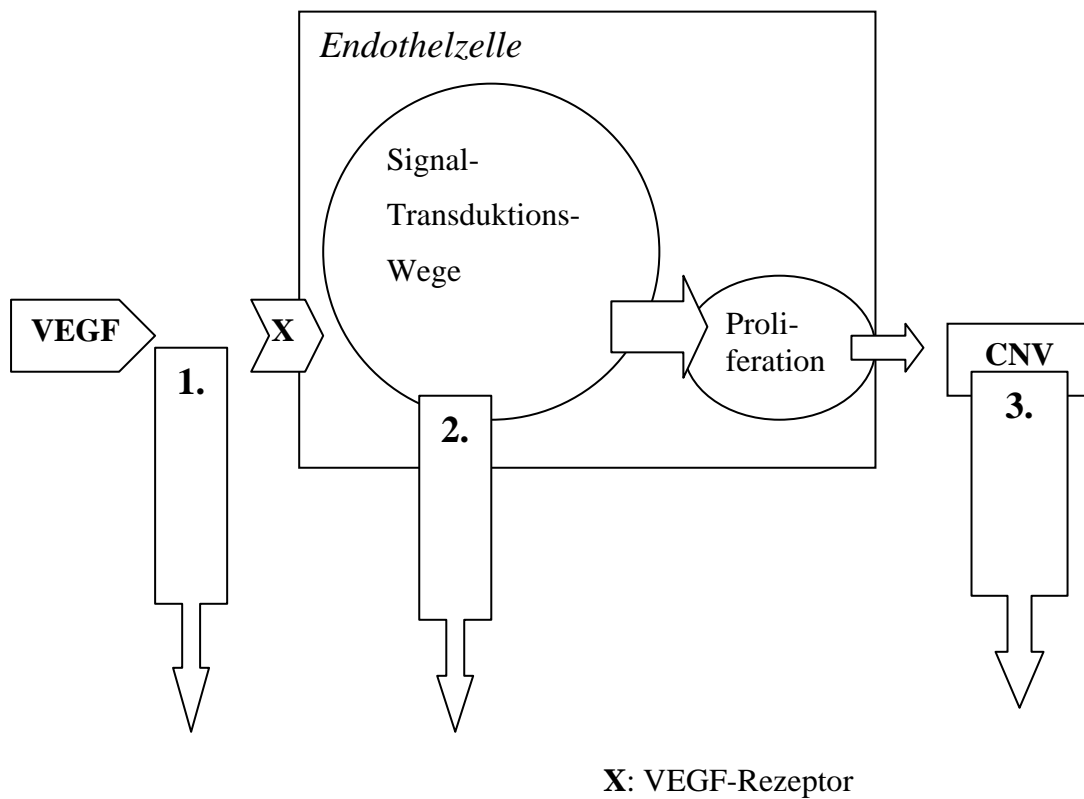 Endothelzelle
Signal-
Transduktions-
Wege
VEGF
X
Proli-
feration
CNV
1.
2.
3.
X: VEGF-Rezeptor